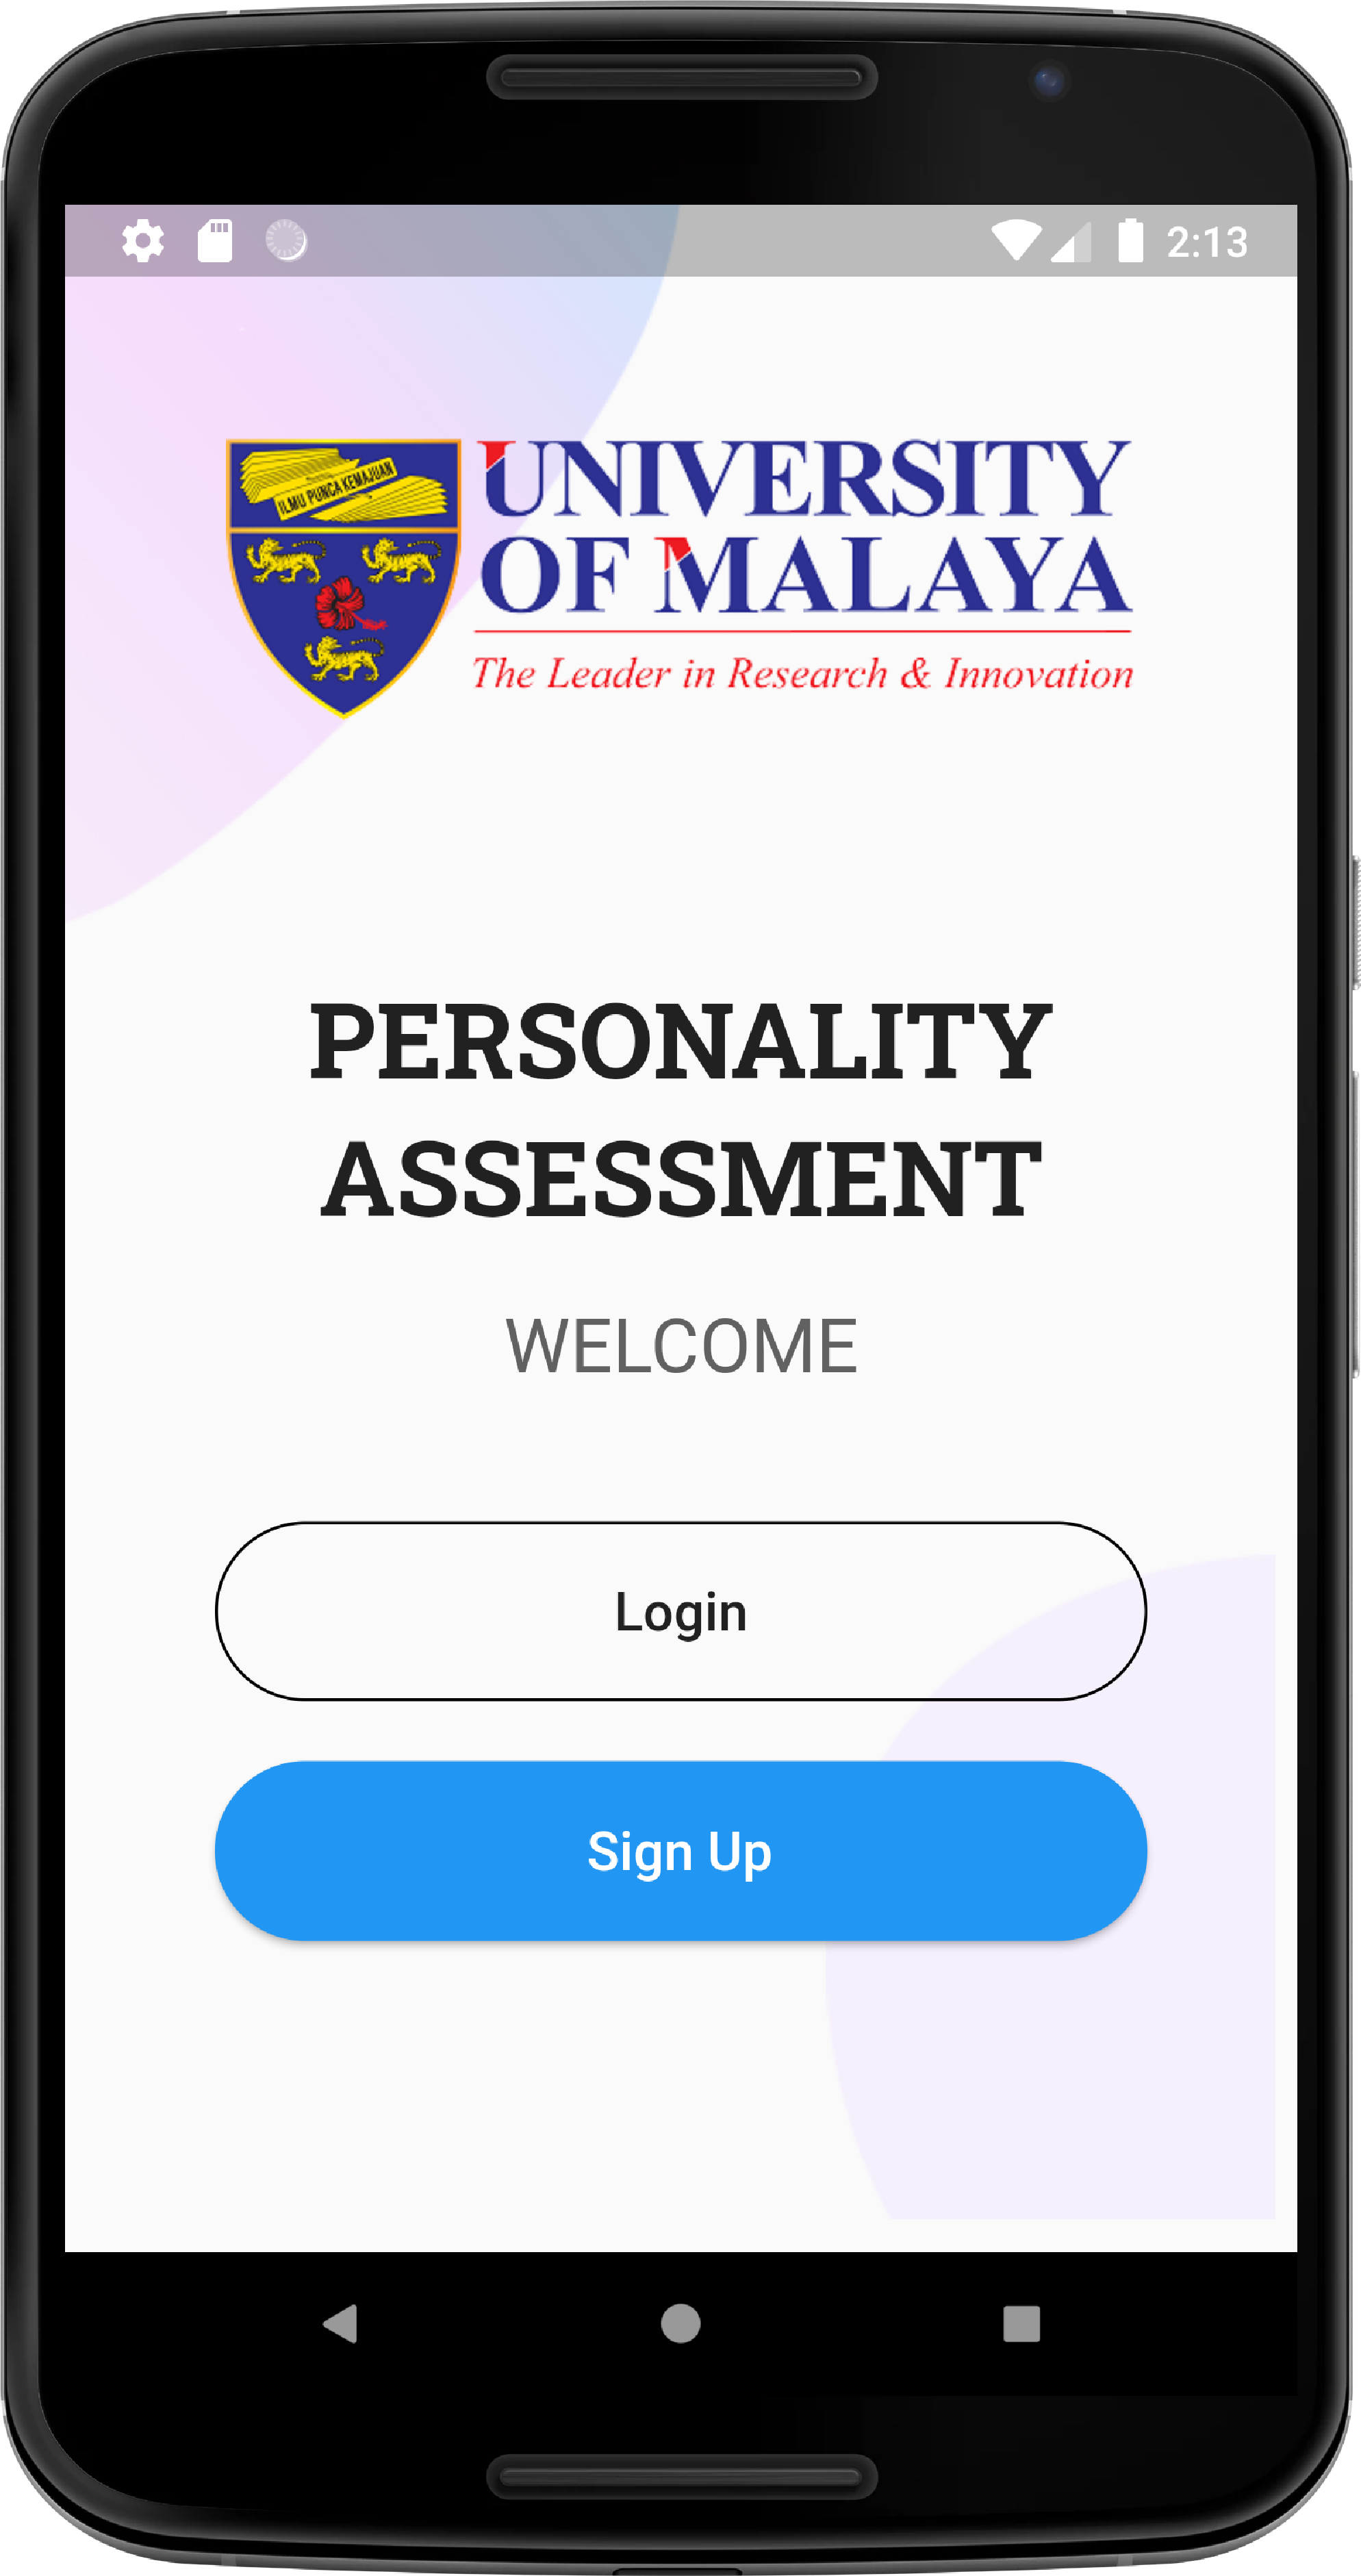 2:13
ILMU PUNCA KEMAJUAN
UNIVERSITY
OF MALAYA
The Leader in Research & Innovation
PERSONALITY
ASSESSMENT
WELCOME
Login
Sign Up